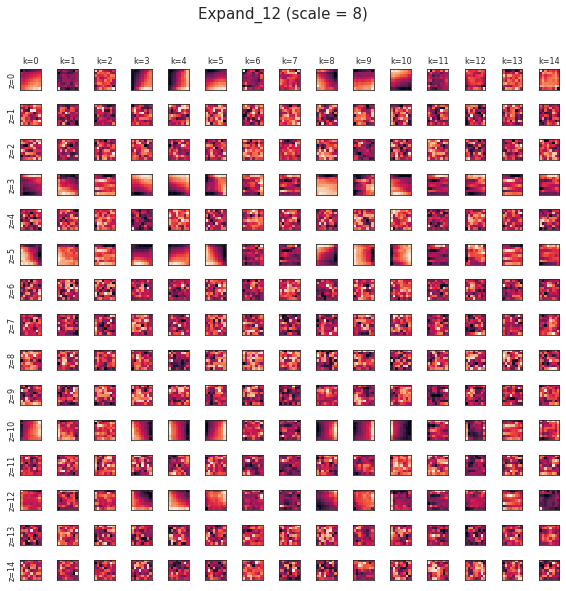 Expand_12 (scale = 8)
k=0 k=1 k=2 k=3 k=4 k=5 k=6 k=7 k=8 k=9 k=10 k=11 k=12 k=13 k=14
z=0
z=1
z=2
z=3
z=4
z=5
z=6
z=7
z=8
z=9
z=10
z=11
z=12
z=13
z=14